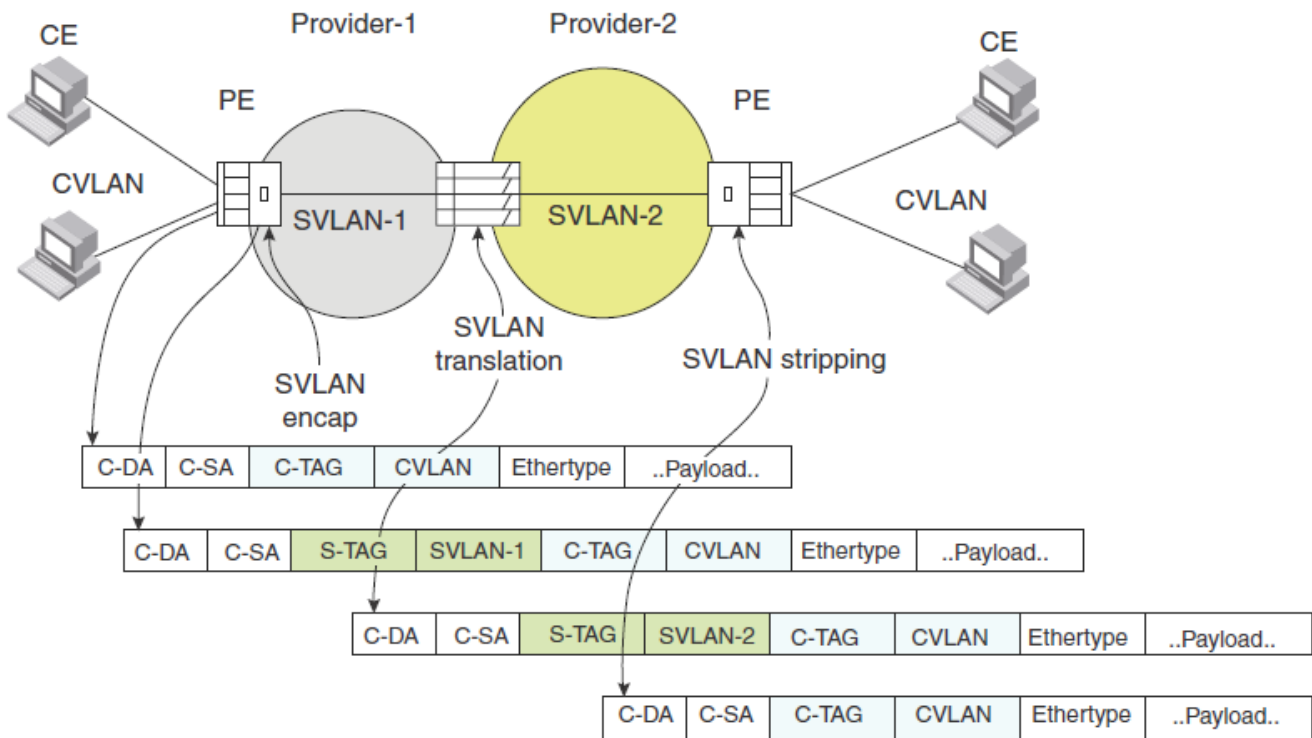 Provider-1
Provider-2
CE
CE
PE
PE
CVLAN
CVLAN
SVLAN-1
SVLAN-2
SVLAN
translation
SVLAN stripping
SVLAN
encap
C-DA C-SA C-TAG CVLAN Ethertype ..Payload..
C-DA C-SA S-TAG SVLAN-1 C-TAG CVLAN Ethertype ..Payload..
C-DA C-SA S-TAG SVLAN-2 C-TAG CVLAN Ethertype ..Payload..
C-DA C-SA C-TAG CVLAN Ethertype ..Payload..